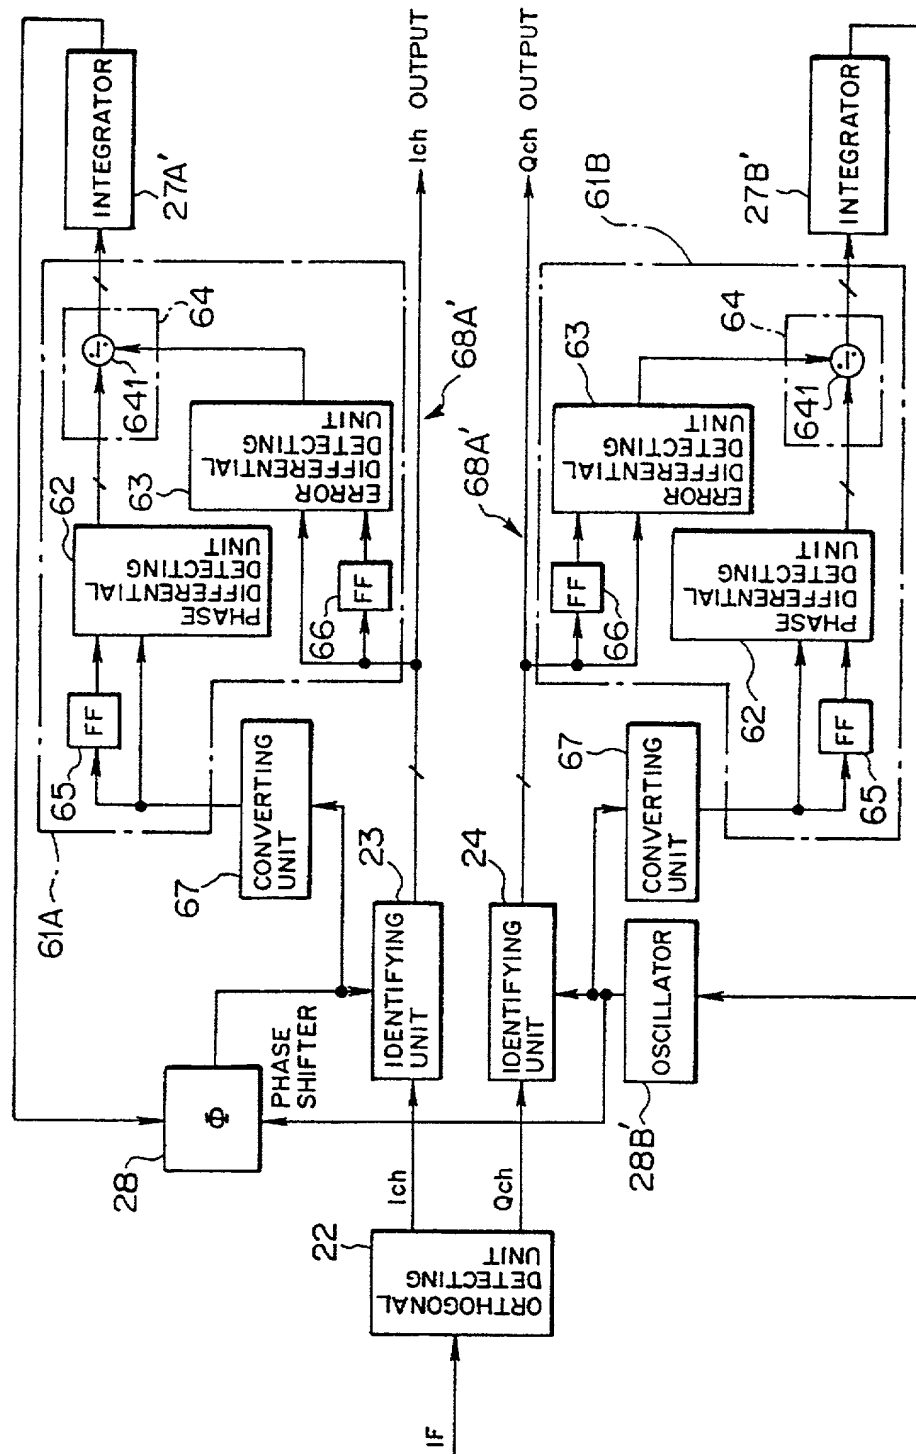 IF
22
ORTHOGONAL
DETECTING
UNIT
Ich
Qch
28
Φ
PHASE
SHIFTER
23
IDENTIFYING
UNIT
24
IDENTIFYING
UNIT
28B'
OSCILLATOR
67
CONVERTING
UNIT
67
CONVERTING
UNIT
61A
65
FF
62
PHASE
DIFFERENTIAL
DETECTING
UNIT
66
FF
63
ERROR
DIFFERENTIAL
DETECTING
UNIT
64
641
÷
INTEGRATOR
27A'
68A'
Ich OUTPUT
68A'
Qch OUTPUT
61B
66
FF
63
ERROR
DIFFERENTIAL
DETECTING
UNIT
65
FF
62
PHASE
DIFFERENTIAL
DETECTING
UNIT
64
641
÷
INTEGRATOR
27B'